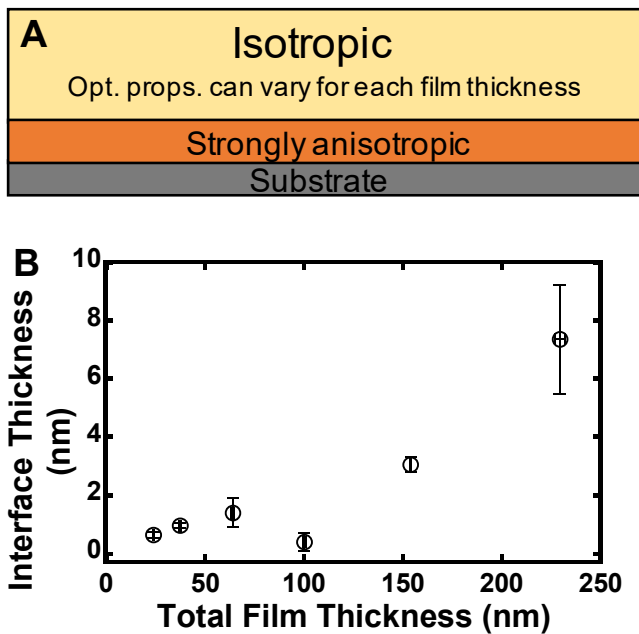 A
Isotropic
Opt. props. can vary for each film thickness
Strongly anisotropic
Substrate
B
Interface Thickness
(nm)
10
8
6
4
2
0
0 50 100 150 200 250
Total Film Thickness (nm)